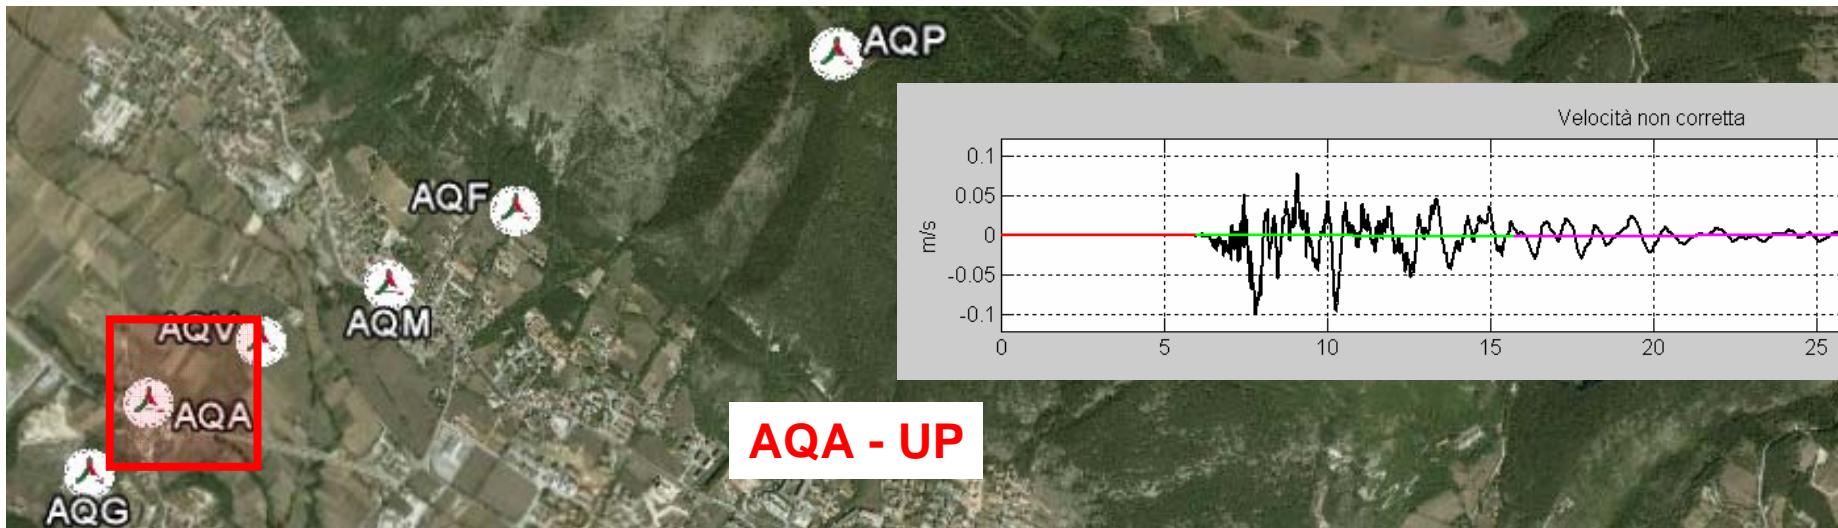 AQP
Velocità non corretta
0.1
0.05
0
-0.05
-0.1
m/s
0
5
10
15
20
25
AQF
AQM
AQV
AQA
AQG
AQA - UP